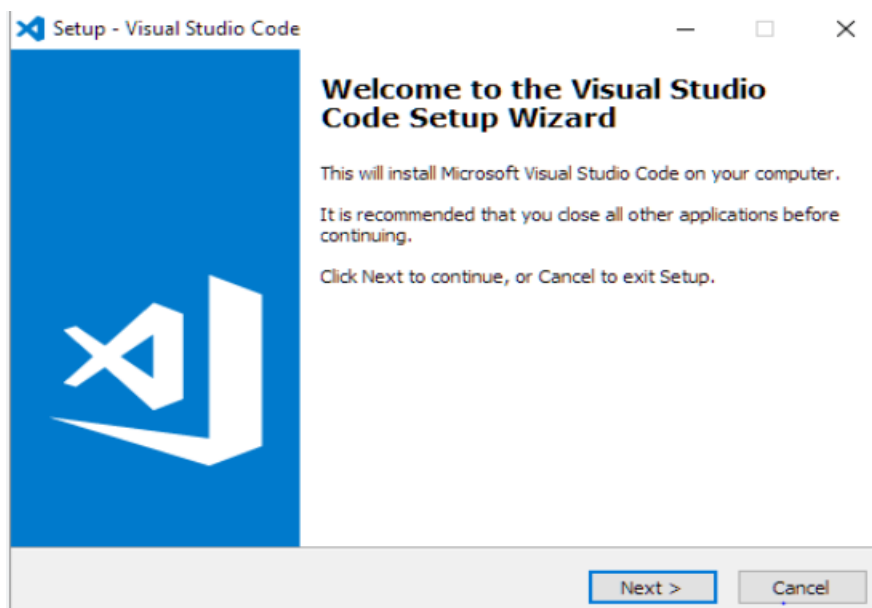 Setup - Visual Studio Code
Welcome to the Visual Studio
Code Setup Wizard
This will install Microsoft Visual Studio Code on your computer.
It is recommended that you close all other applications before
continuing.
Click Next to continue, or Cancel to exit Setup.
Next >
Cancel